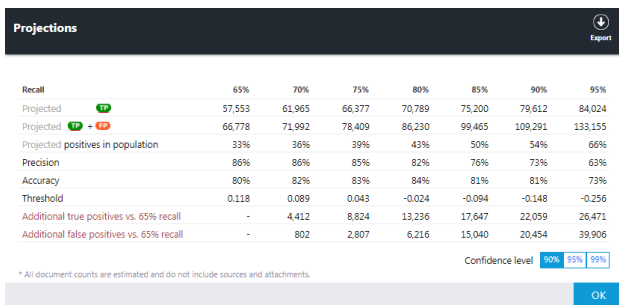 Projections
Export
Recall 65% 70% 75% 80% 85% 90% 95%
Projected TP 57,553 61,965 66,377 70,789 75,200 79,612 84,024
Projected TP + FP 66,778 71,992 78,409 86,230 99,465 109,291 133,155
Projected positives in population 33% 36% 39% 43% 50% 54% 66%
Precision 86% 86% 85% 82% 76% 73% 63%
Accuracy 80% 82% 83% 84% 81% 81% 73%
Threshold 0.118 0.089 0.043 -0.024 -0.094 -0.148 -0.256
Additional true positives vs. 65% recall - 4,412 8,824 13,236 17,647 22,059 26,471
Additional false positives vs. 65% recall - 802 2,807 6,216 15,040 20,454 39,906
Confidence level 90% 95% 99%
* All document counts are estimated and do not include sources and attachments.
OK